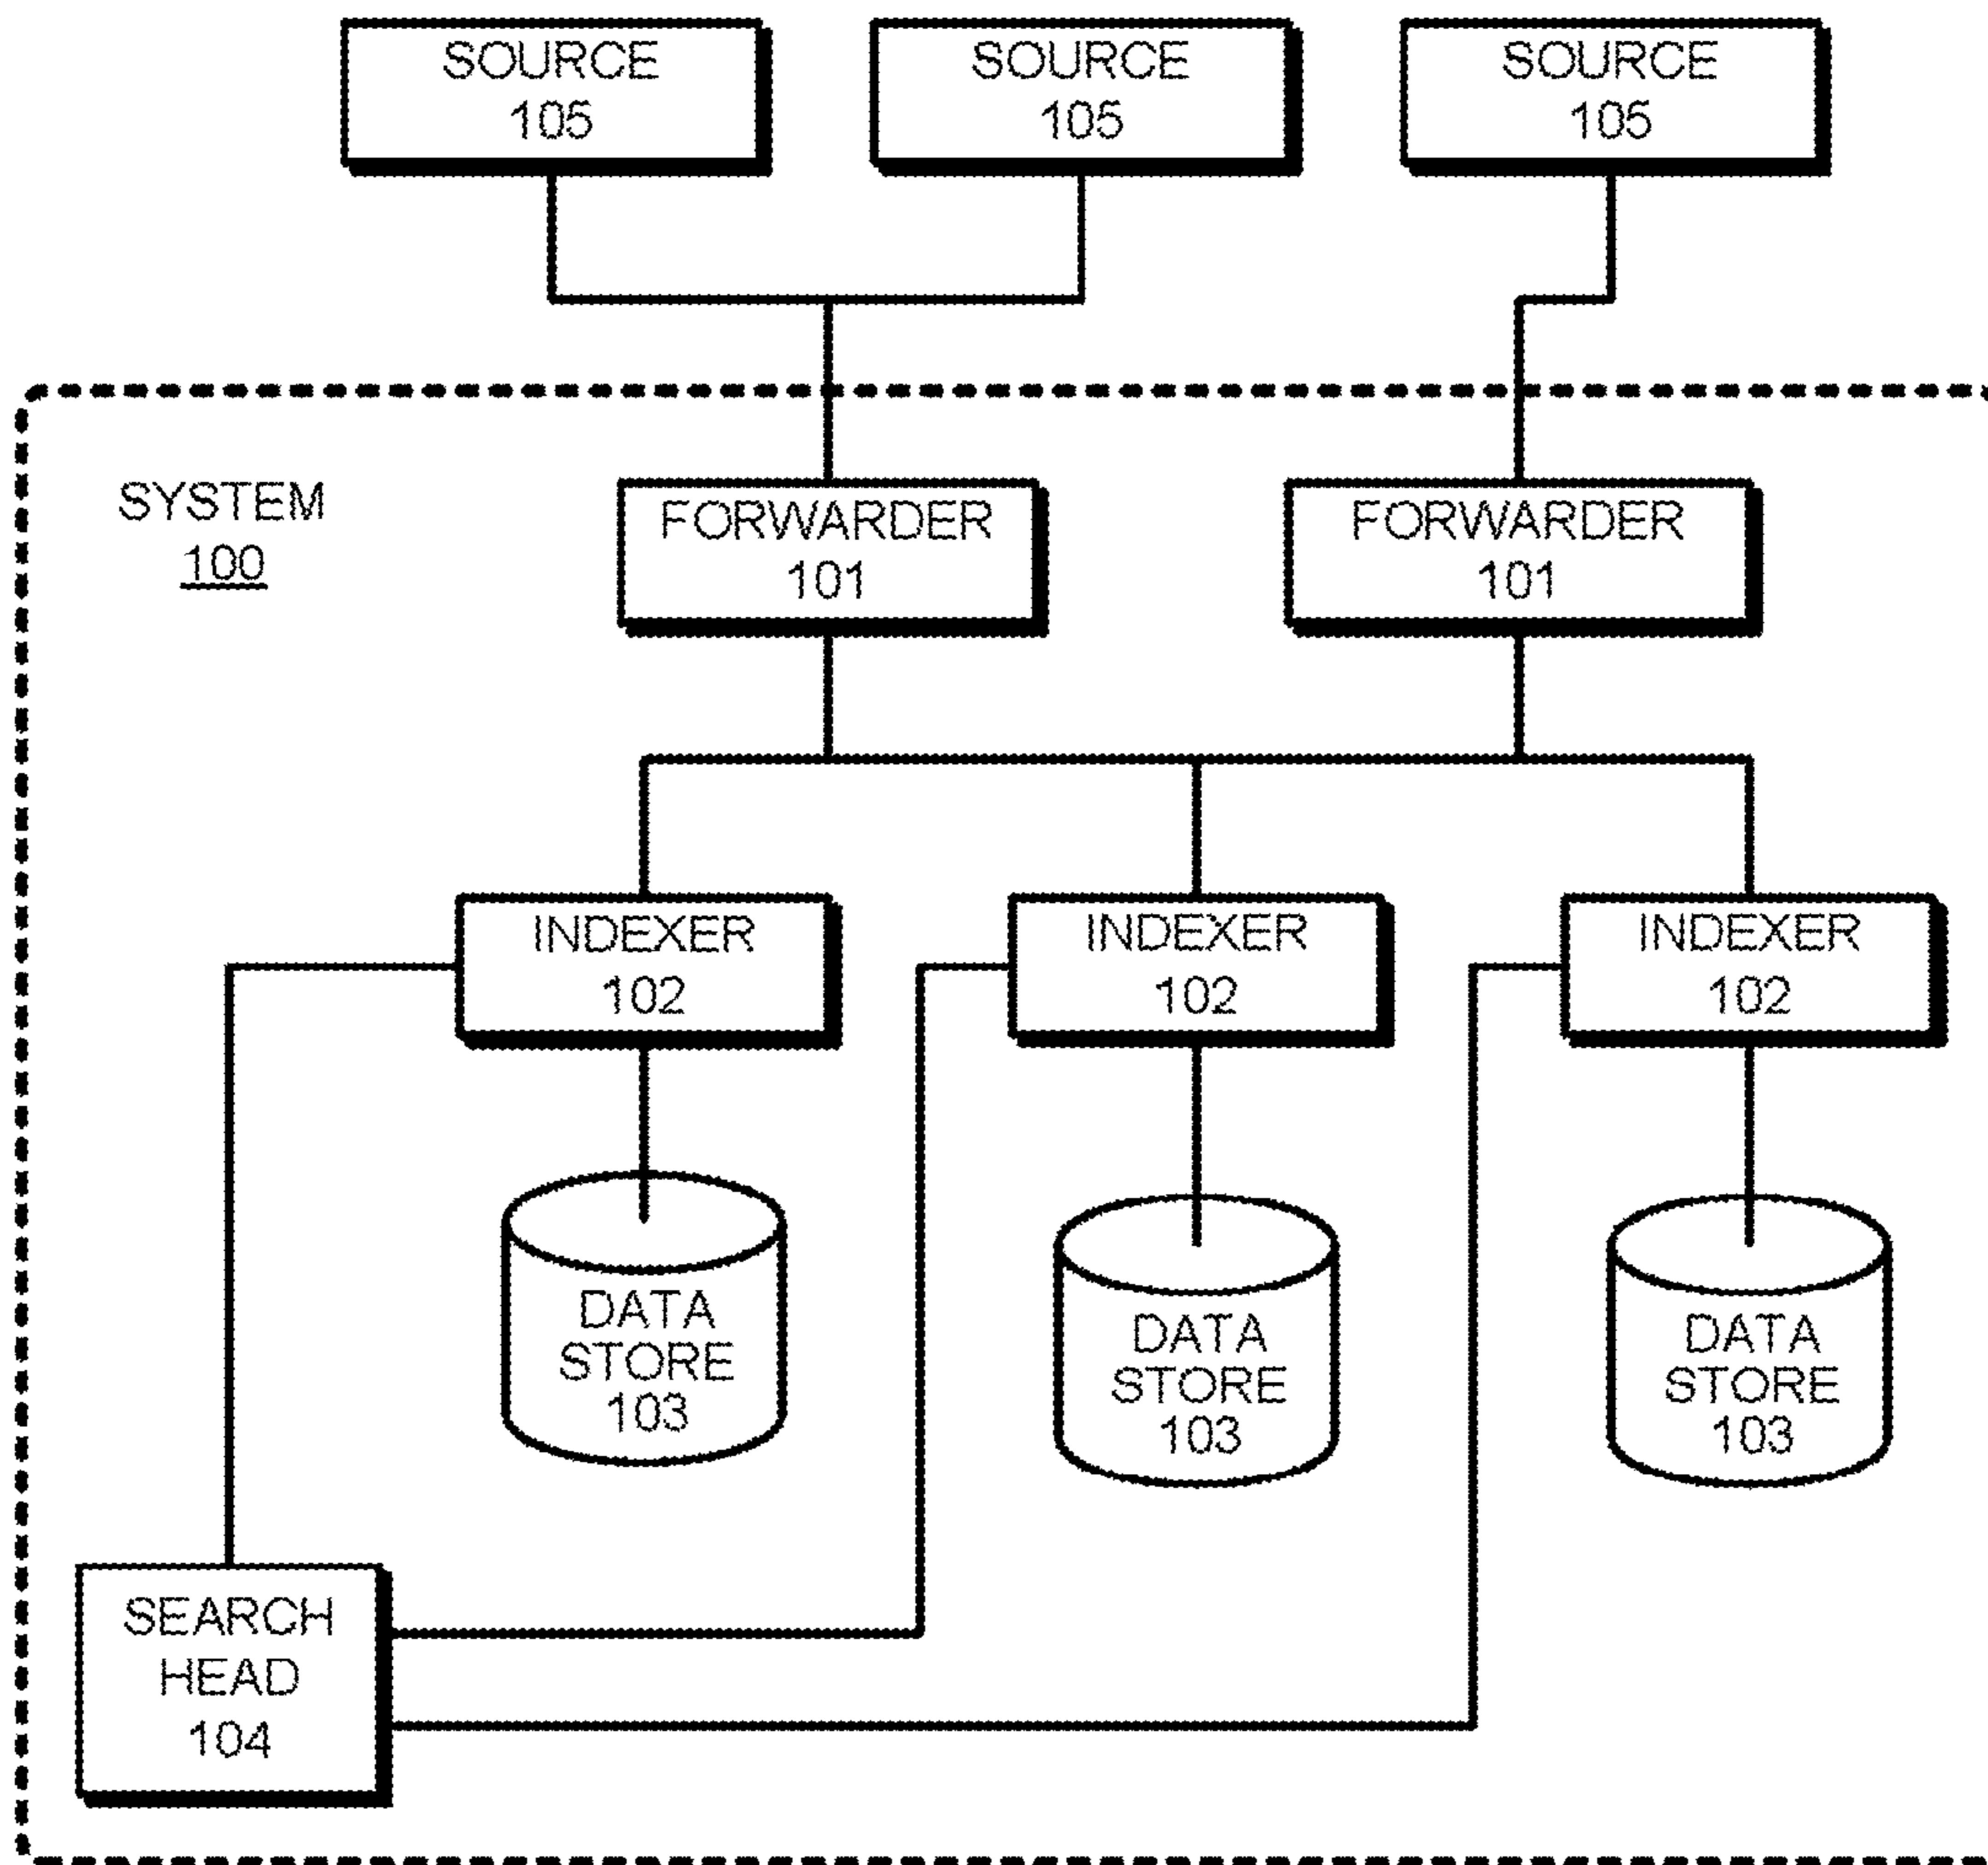 SOURCE
105
SOURCE
105
SOURCE
105
SYSTEM
100
FORWARDER
101
FORWARDER
101
INDEXER
102
INDEXER
102
INDEXER
102
DATA
STORE
103
DATA
STORE
103
DATA
STORE
103
SEARCH
HEAD
104